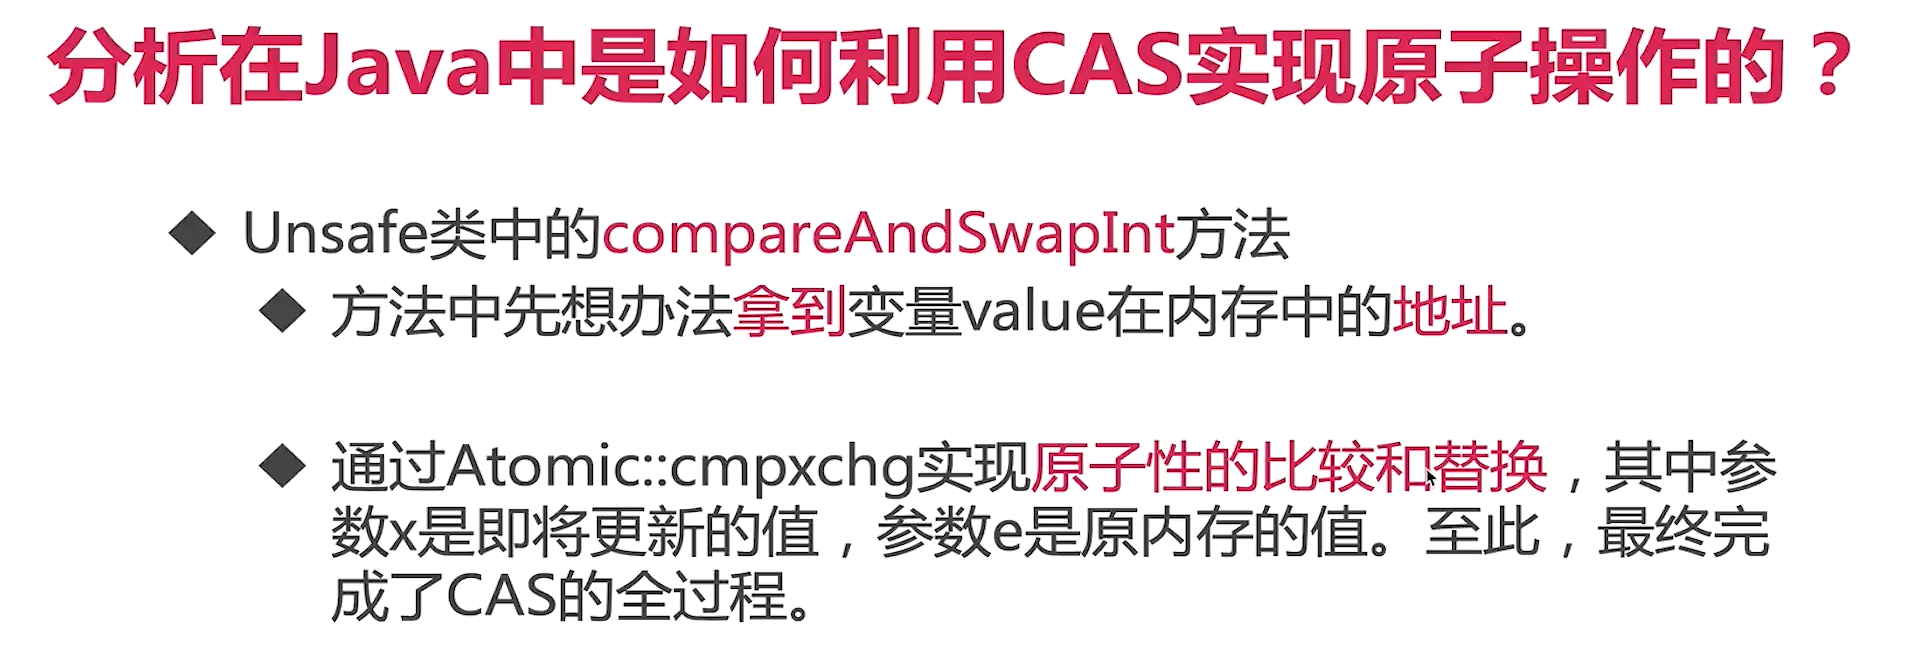 分析在Java中是如何利用CAS实现原子操作的？
◆ Unsafe类中的compareAndSwapInt方法
◆ 方法中先想办法拿到变量value在内存中的地址。
◆ 通过Atomic::cmpxchg实现原子性的比较和替换，其中参
数x是即将更新的值，参数e是原内存的值。至此，最终完
成了CAS的全过程。